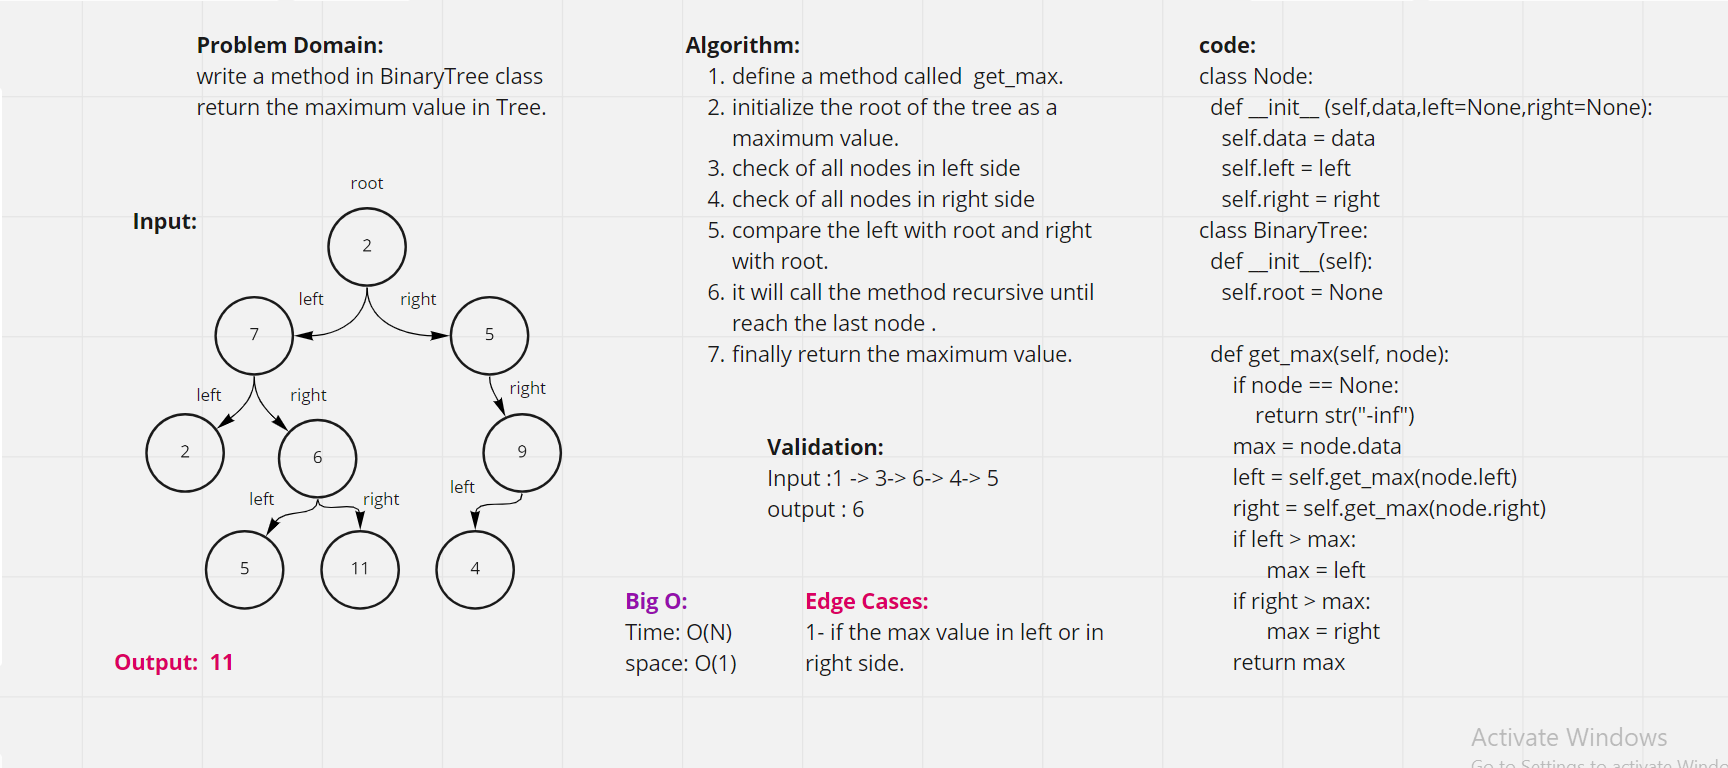 Problem Domain:
write a method in BinaryTree class
return the maximum value in Tree.
Input:
root
2
left
right
7
5
left
right
right
2
6
9
left
right
left
5
11
4
Output: 11
Algorithm:
1. define a method called get_max.
2. initialize the root of the tree as a
maximum value.
3. check of all nodes in left side
4. check of all nodes in right side
5. compare the left with root and right
with root.
6. it will call the method recursive until
reach the last node .
7. finally return the maximum value.
Validation:
Input :1 -> 3-> 6-> 4-> 5
output : 6
Big O:
Time: O(N)
space: O(1)
Edge Cases:
1- if the max value in left or in
right side.
code:
class Node:
def __init__ (self,data,left=None,right=None):
self.data = data
self.left = left
self.right = right
class BinaryTree:
def __init__(self):
self.root = None
def get_max(self, node):
if node == None:
return str("-inf")
max = node.data
left = self.get_max(node.left)
right = self.get_max(node.right)
if left > max:
max = left
if right > max:
max = right
return max
Activate Windows
Go to Settings to activate